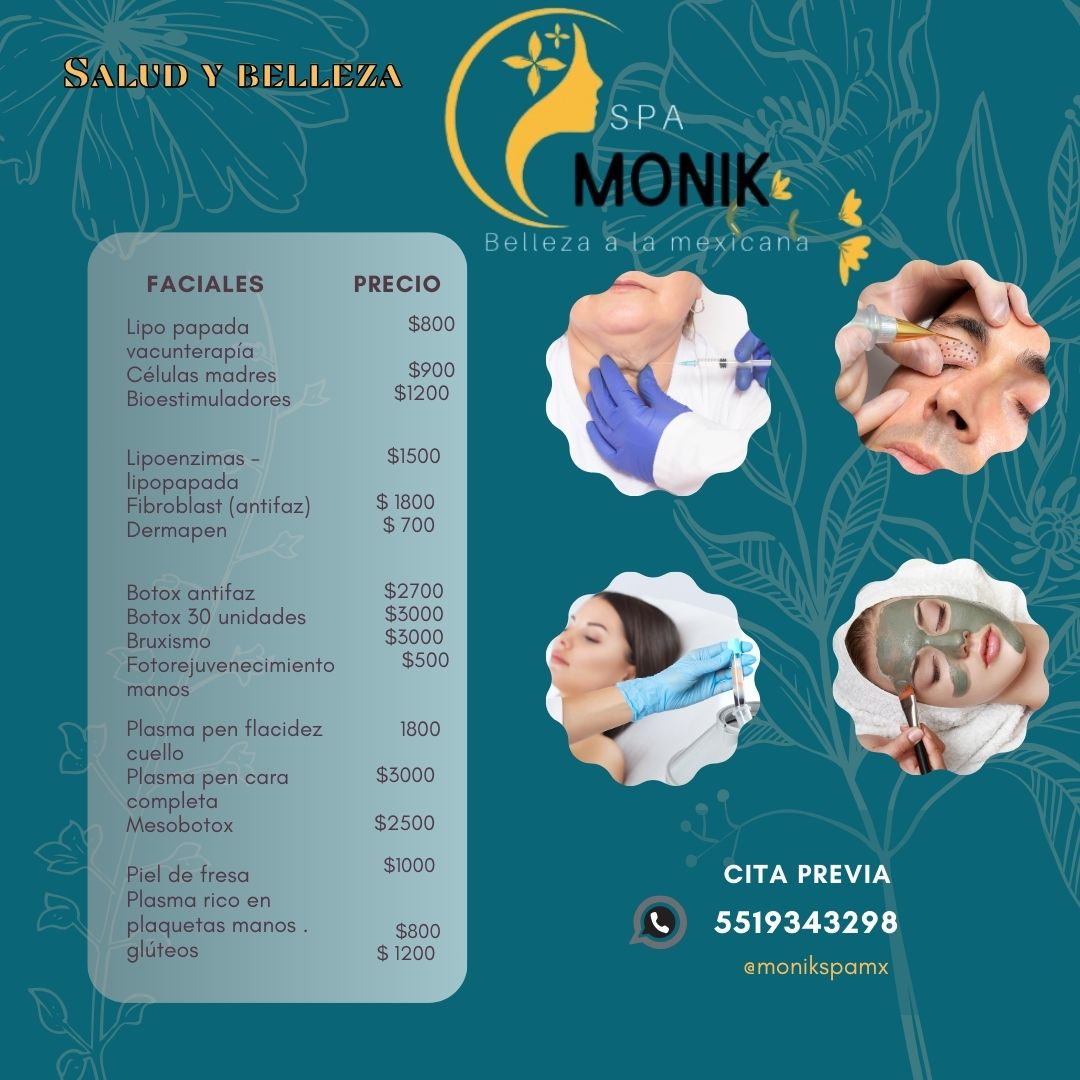 SALUD Y BELLEZA
SPA
MONIK
Belleza a la mexicana
FACIALES PRECIO
Lipo papada $800
vacunterapía
Células madres $900
Bioestimuladores $1200
Lipoenzimas - $1500
lipopapada
Fibroblast (antifaz) $ 1800
Dermapen $ 700
Botox antifaz $2700
Botox 30 unidades $3000
Bruxismo $3000
Fotorejuvenecimiento $500
manos
Plasma pen flacidez 1800
cuello
Plasma pen cara $3000
completa
Mesobotox $2500
Piel de fresa $1000
Plasma rico en
plaquetas manos . $800
glúteos $ 1200
CITA PREVIA
5519343298
@monikspamx